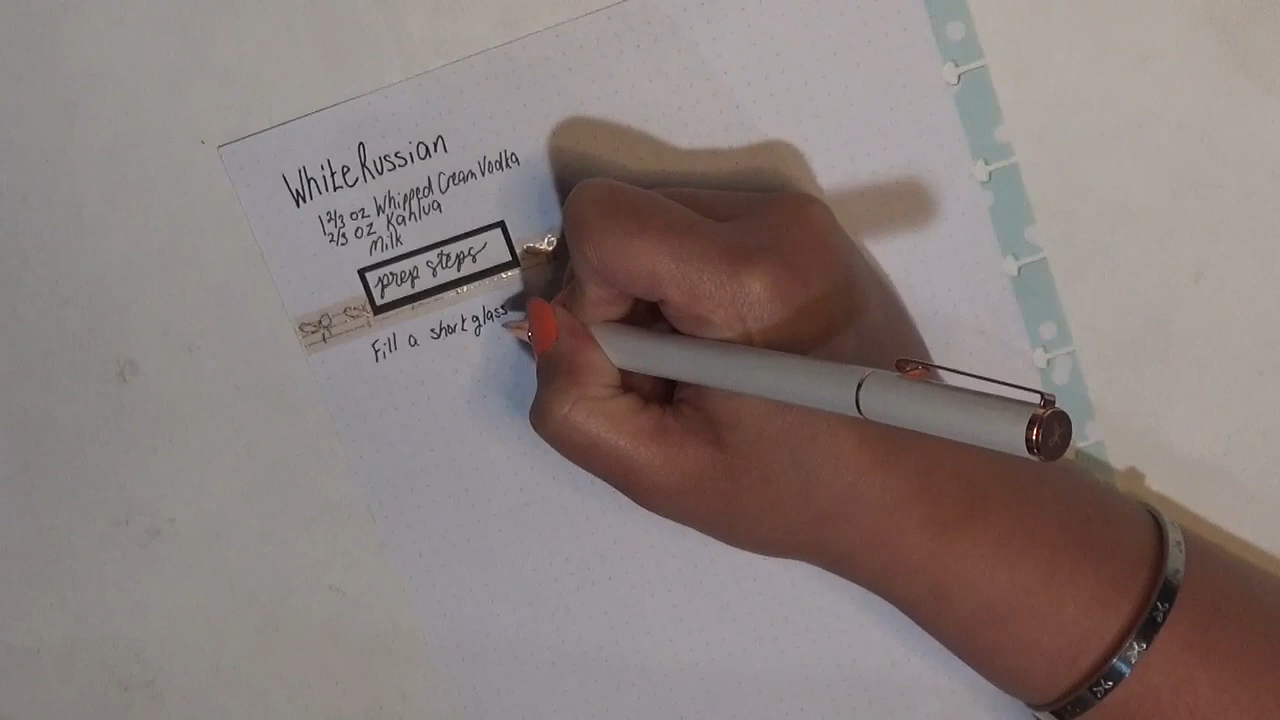 White Russian
1 2/3 oz Whipped Cream Vodka
2/3 oz Kahlua
Milk
prep steps
Fill a short glass